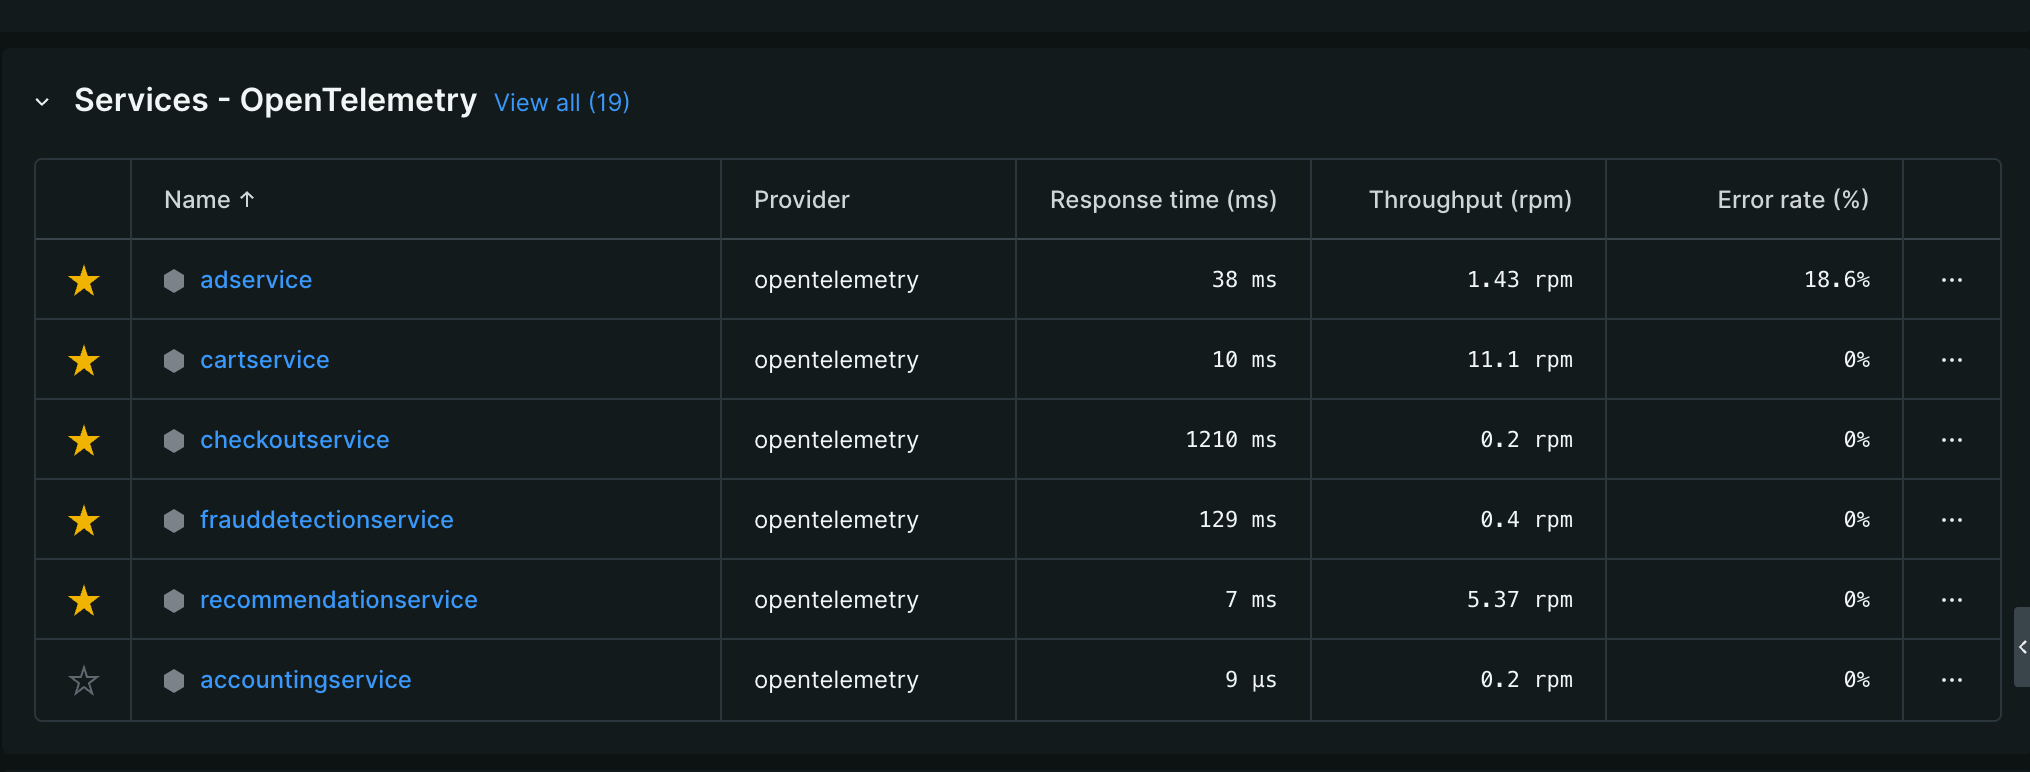 Services - OpenTelemetry View all (19)
Name ↑ Provider Response time (ms) Throughput (rpm) Error rate (%)
adservice opentelemetry 38 ms 1.43 rpm 18.6%
cartservice opentelemetry 10 ms 11.1 rpm 0%
checkoutservice opentelemetry 1210 ms 0.2 rpm 0%
frauddetectionservice opentelemetry 129 ms 0.4 rpm 0%
recommendationservice opentelemetry 7 ms 5.37 rpm 0%
accountingservice opentelemetry 9 µs 0.2 rpm 0%